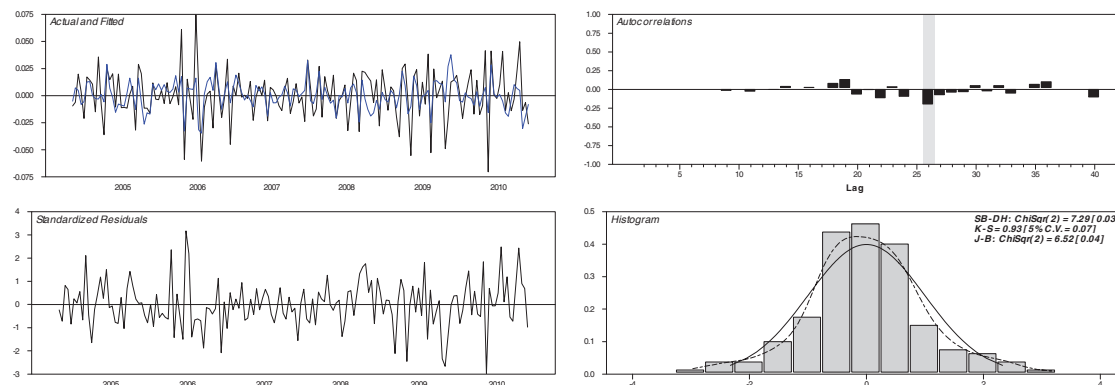 Actual and Fitted
0.075
0.050
0.025
0.000
-0.025
-0.050
-0.075
2005 2006 2007 2008 2009 2010
Autocorrelations
1.00
0.75
0.50
0.25
0.00
-0.25
-0.50
-0.75
-1.00
5 10 15 20 25 30 35 40
Lag
Standardized Residuals
4
3
2
1
0
-1
-2
-3
2005 2006 2007 2008 2009 2010
Histogram
SB-DH: ChiSqr(2) = 7.29 [0.03
K-S = 0.93 [5% C.V. = 0.07]
J-B: ChiSqr(2) = 6.52 [0.04]
0.5
0.4
0.3
0.2
0.1
0.0
-4 -2 0 2 4